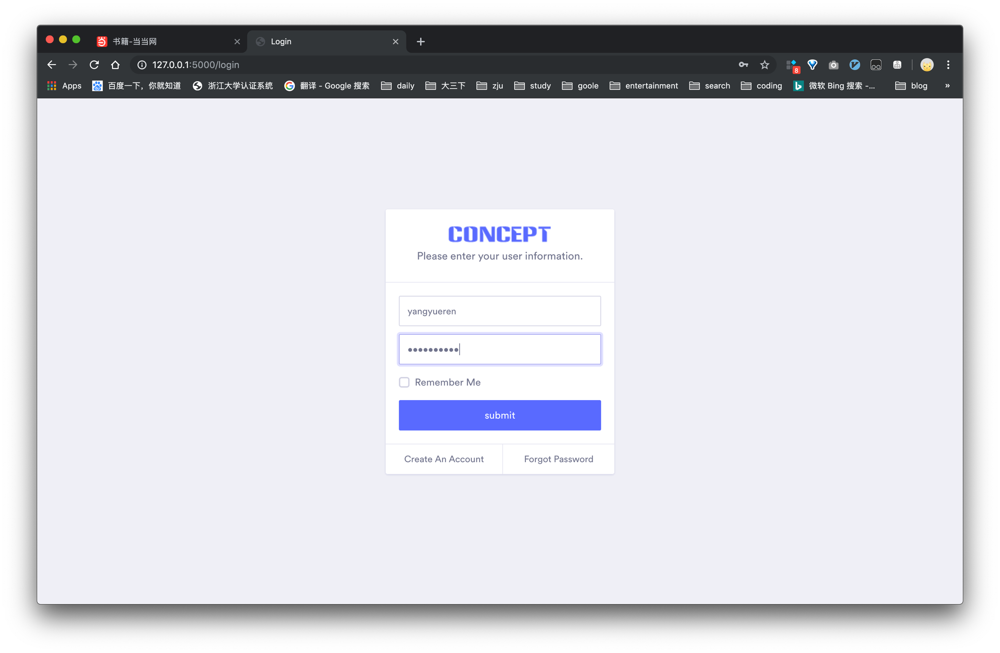 书籍-当当网
Login
127.0.0.1:5000/login
8
Apps
百度一下，你就知道
浙江大学认证系统
翻译 - Google 搜索
daily
大三下
zju
study
goole
entertainment
search
coding
微软 Bing 搜索 -...
blog
»
CONCEPT
Please enter your user information.
yangyueren
••••••••••
Remember Me
submit
Create An Account
Forgot Password